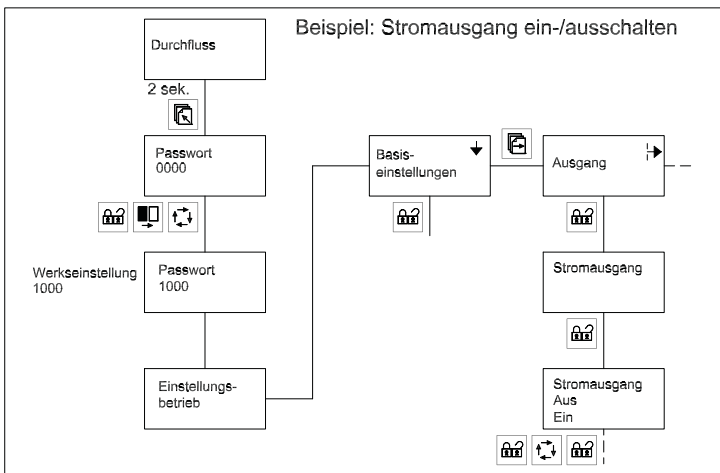 Beispiel: Stromausgang ein-/ausschalten
Durchfluss
2 sek.
Passwort
0000
Werkseinstellung
1000
Passwort
1000
Einstellungs-
betrieb
Basis-
einstellungen
Ausgang
Stromausgang
Stromausgang
Aus
Ein